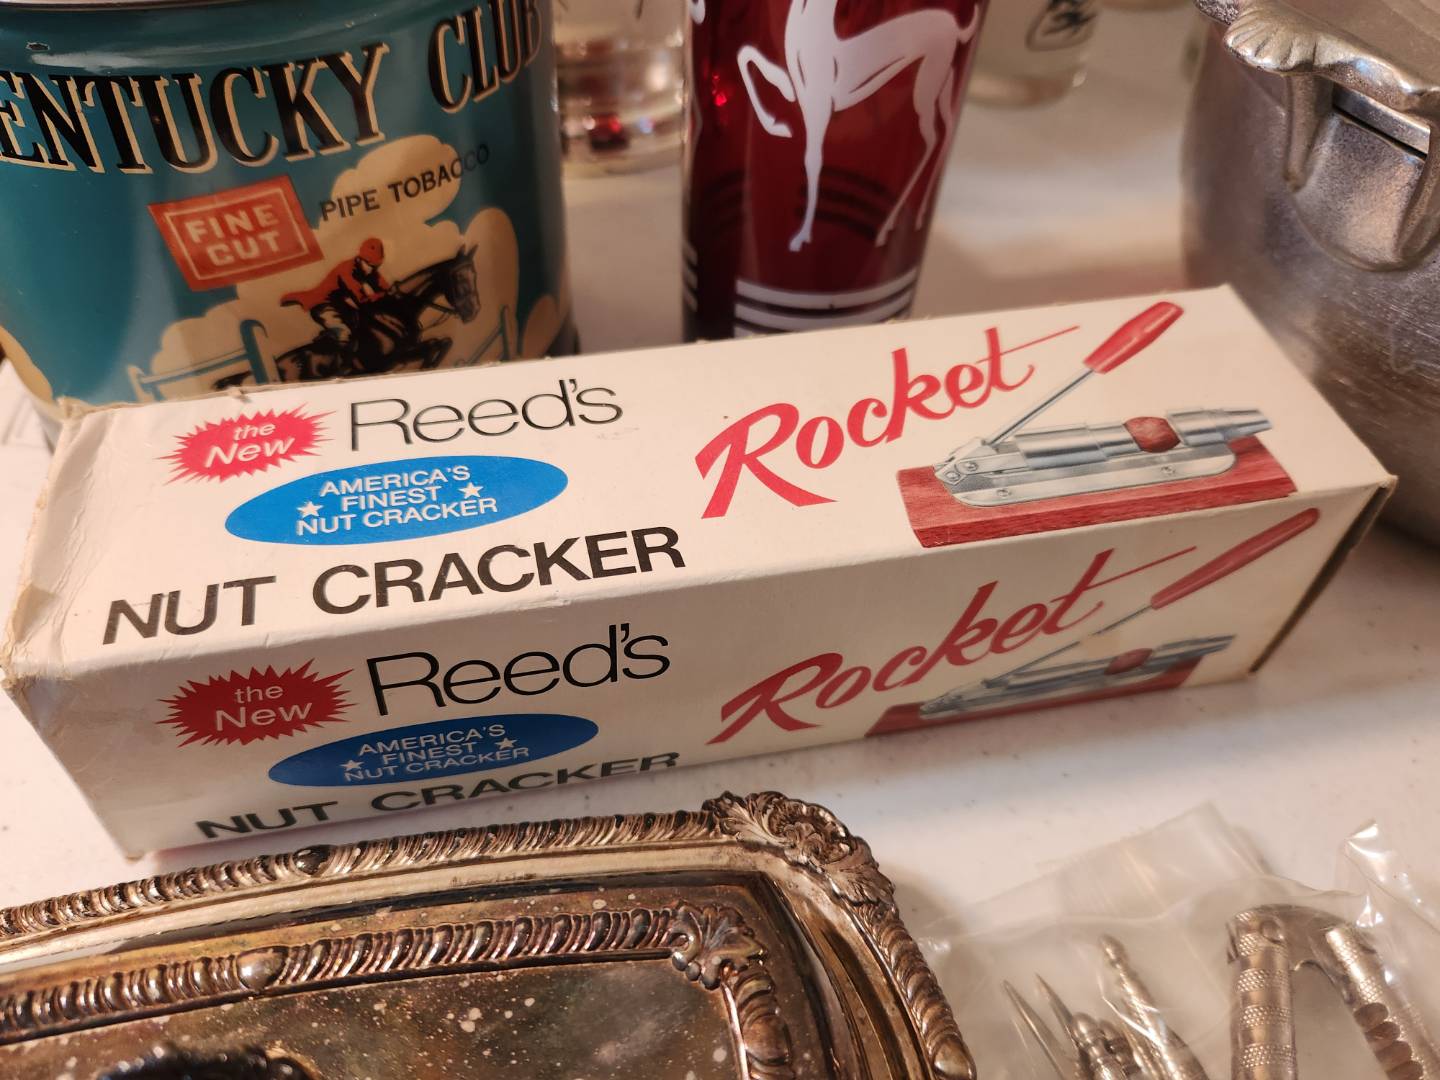 KENTUCKY CLUB
FINE CUT
PIPE TOBACCO
the New
Reed's
AMERICA'S
FINEST
NUT CRACKER
NUT CRACKER
Rocket
the New
Reed's
AMERICA'S
FINEST
NUT CRACKER
NUT CRACKER
Rocket